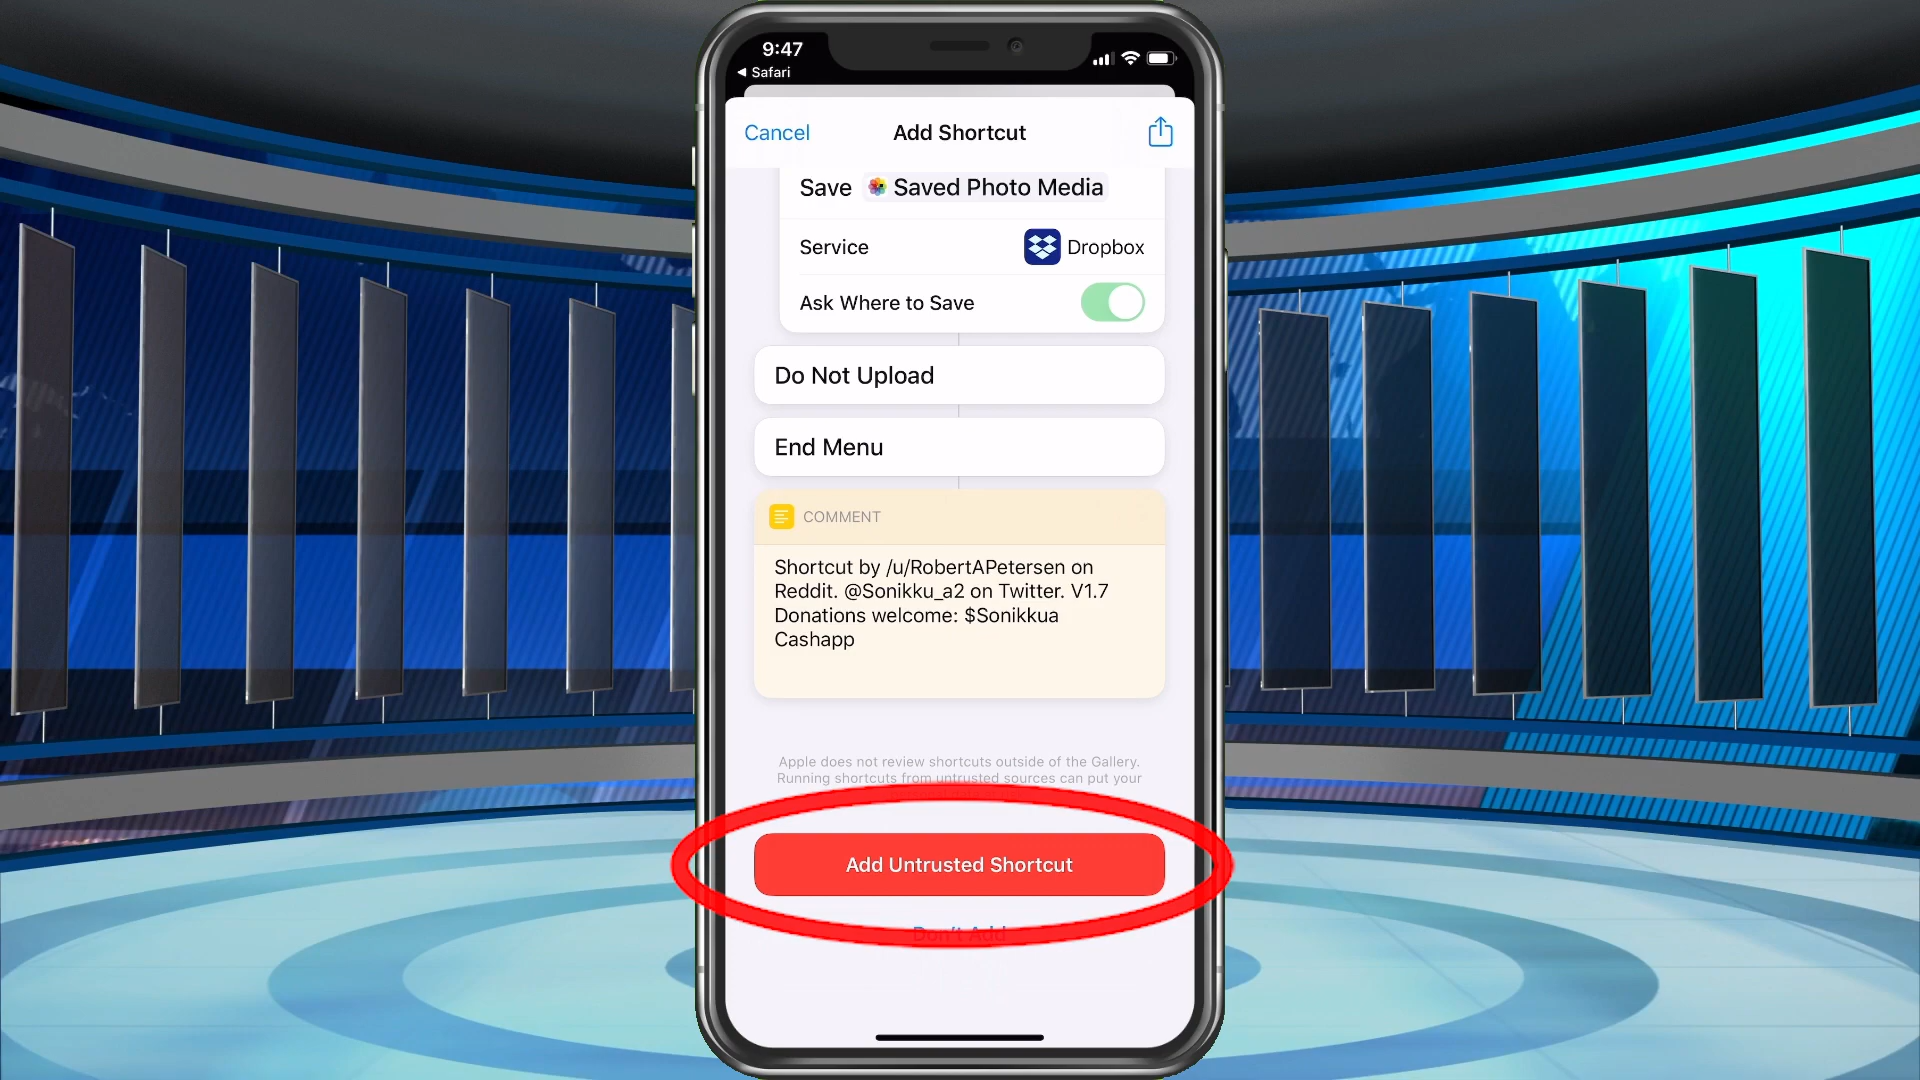 9:47
Safari
Cancel
Add Shortcut
Save Saved Photo Media
Service Dropbox
Ask Where to Save
Do Not Upload
End Menu
COMMENT
Shortcut by /u/RobertAPetersen on
Reddit. @Sonikku_a2 on Twitter. V1.7
Donations welcome: $Sonikkua
Cashapp
Apple does not review shortcuts outside of the Gallery.
Running shortcuts from untrusted sources can put your
Add Untrusted Shortcut
Don't Add